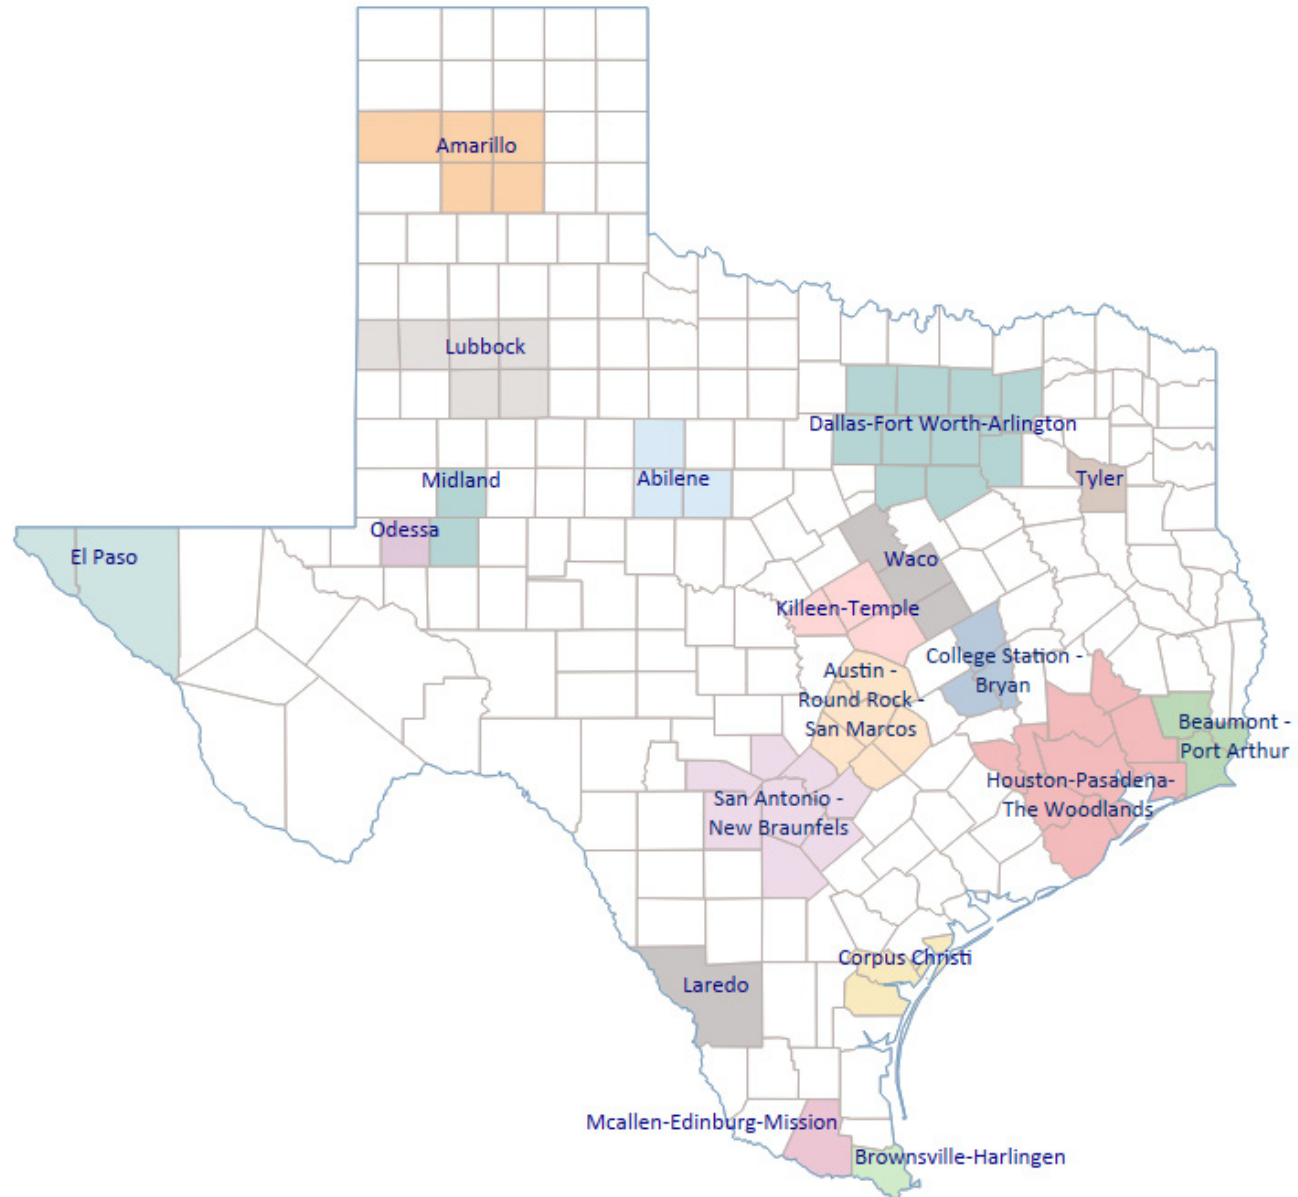 Amarillo
Lubbock
Dallas-Fort Worth-Arlington
Midland
Abilene
Tyler
Odessa
El Paso
Waco
Killeen-Temple
College Station -
Bryan
Austin -
Round Rock -
San Marcos
Beaumont -
Port Arthur
Houston-Pasadena-
The Woodlands
San Antonio -
New Braunfels
Corpus Christi
Laredo
Mcallen-Edinburg-Mission
Brownsville-Harlingen